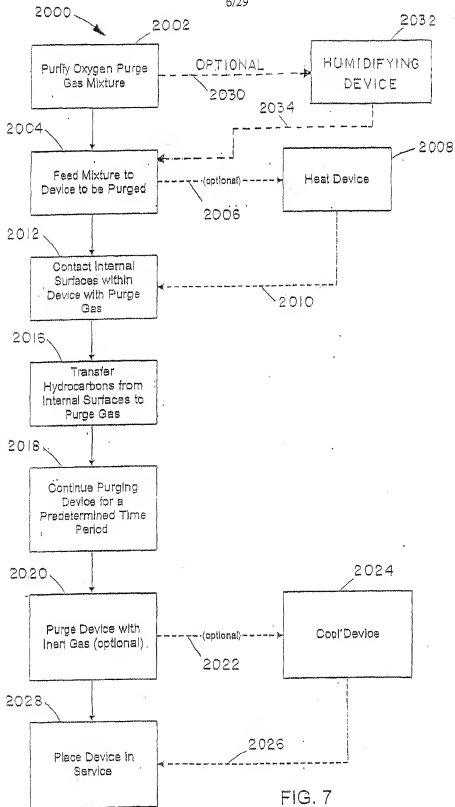 6/29
2000
2002
Purify Oxygen Purge
Gas Mixture
OPTIONAL
2030
2032
HUMIDIFYING
DEVICE
2034
2004
Feed Mixture to
Device to be Purged
(optional)
2006
2008
Heat Device
2010
2012
Contact Internal
Surfaces within
Device with Purge
Gas
2016
Transfer
Hydrocarbons from
Internal Surfaces to
Purge Gas
2018
Continue Purging
Device for a
Predetermined Time
Period
2020
Purge Device with
Inert Gas (optional)
(optional)
2022
2024
Cool Device
2026
2028
Place Device in
Service
FIG. 7